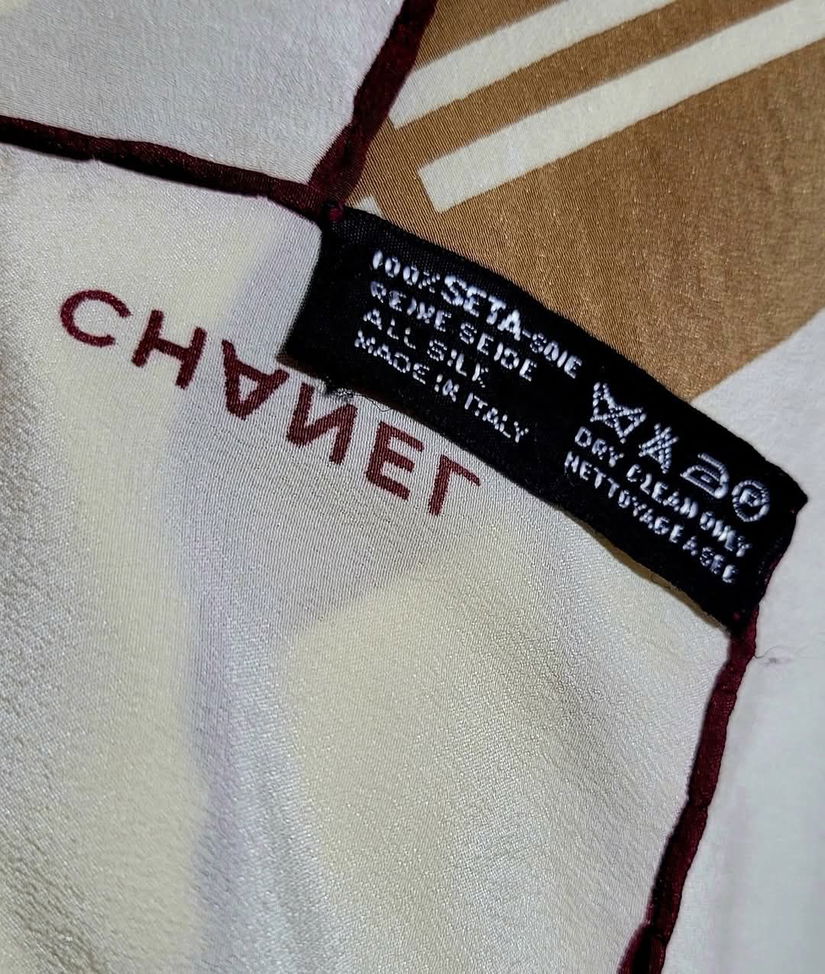 CHANEL
100% SETA-SOIE
REINE SEIDE
ALL SILK
MADE IN ITALY
DRY CLEAN ONLY
NETTOYAGE A SEC